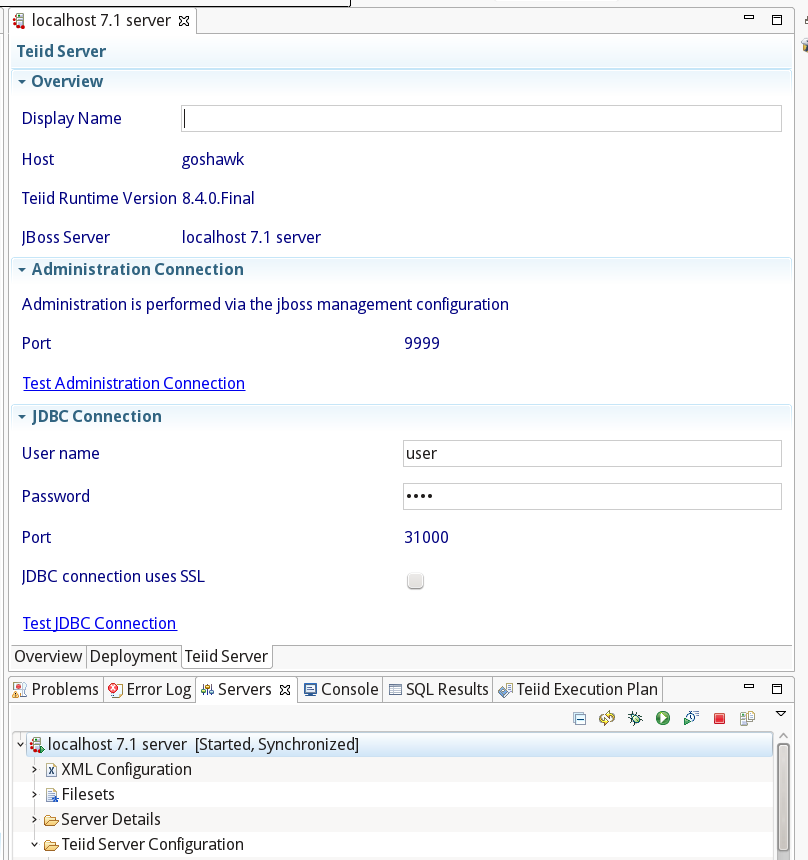 localhost 7.1 server
Teiid Server
Overview
Display Name
Host goshawk
Teiid Runtime Version 8.4.0.Final
JBoss Server localhost 7.1 server
Administration Connection
Administration is performed via the jboss management configuration
Port 9999
Test Administration Connection
JDBC Connection
User name user
Password ••••
Port 31000
JDBC connection uses SSL
Test JDBC Connection
Overview Deployment Teiid Server
Problems Error Log Servers Console SQL Results Teiid Execution Plan
localhost 7.1 server [Started, Synchronized]
XML Configuration
Filesets
Server Details
Teiid Server Configuration